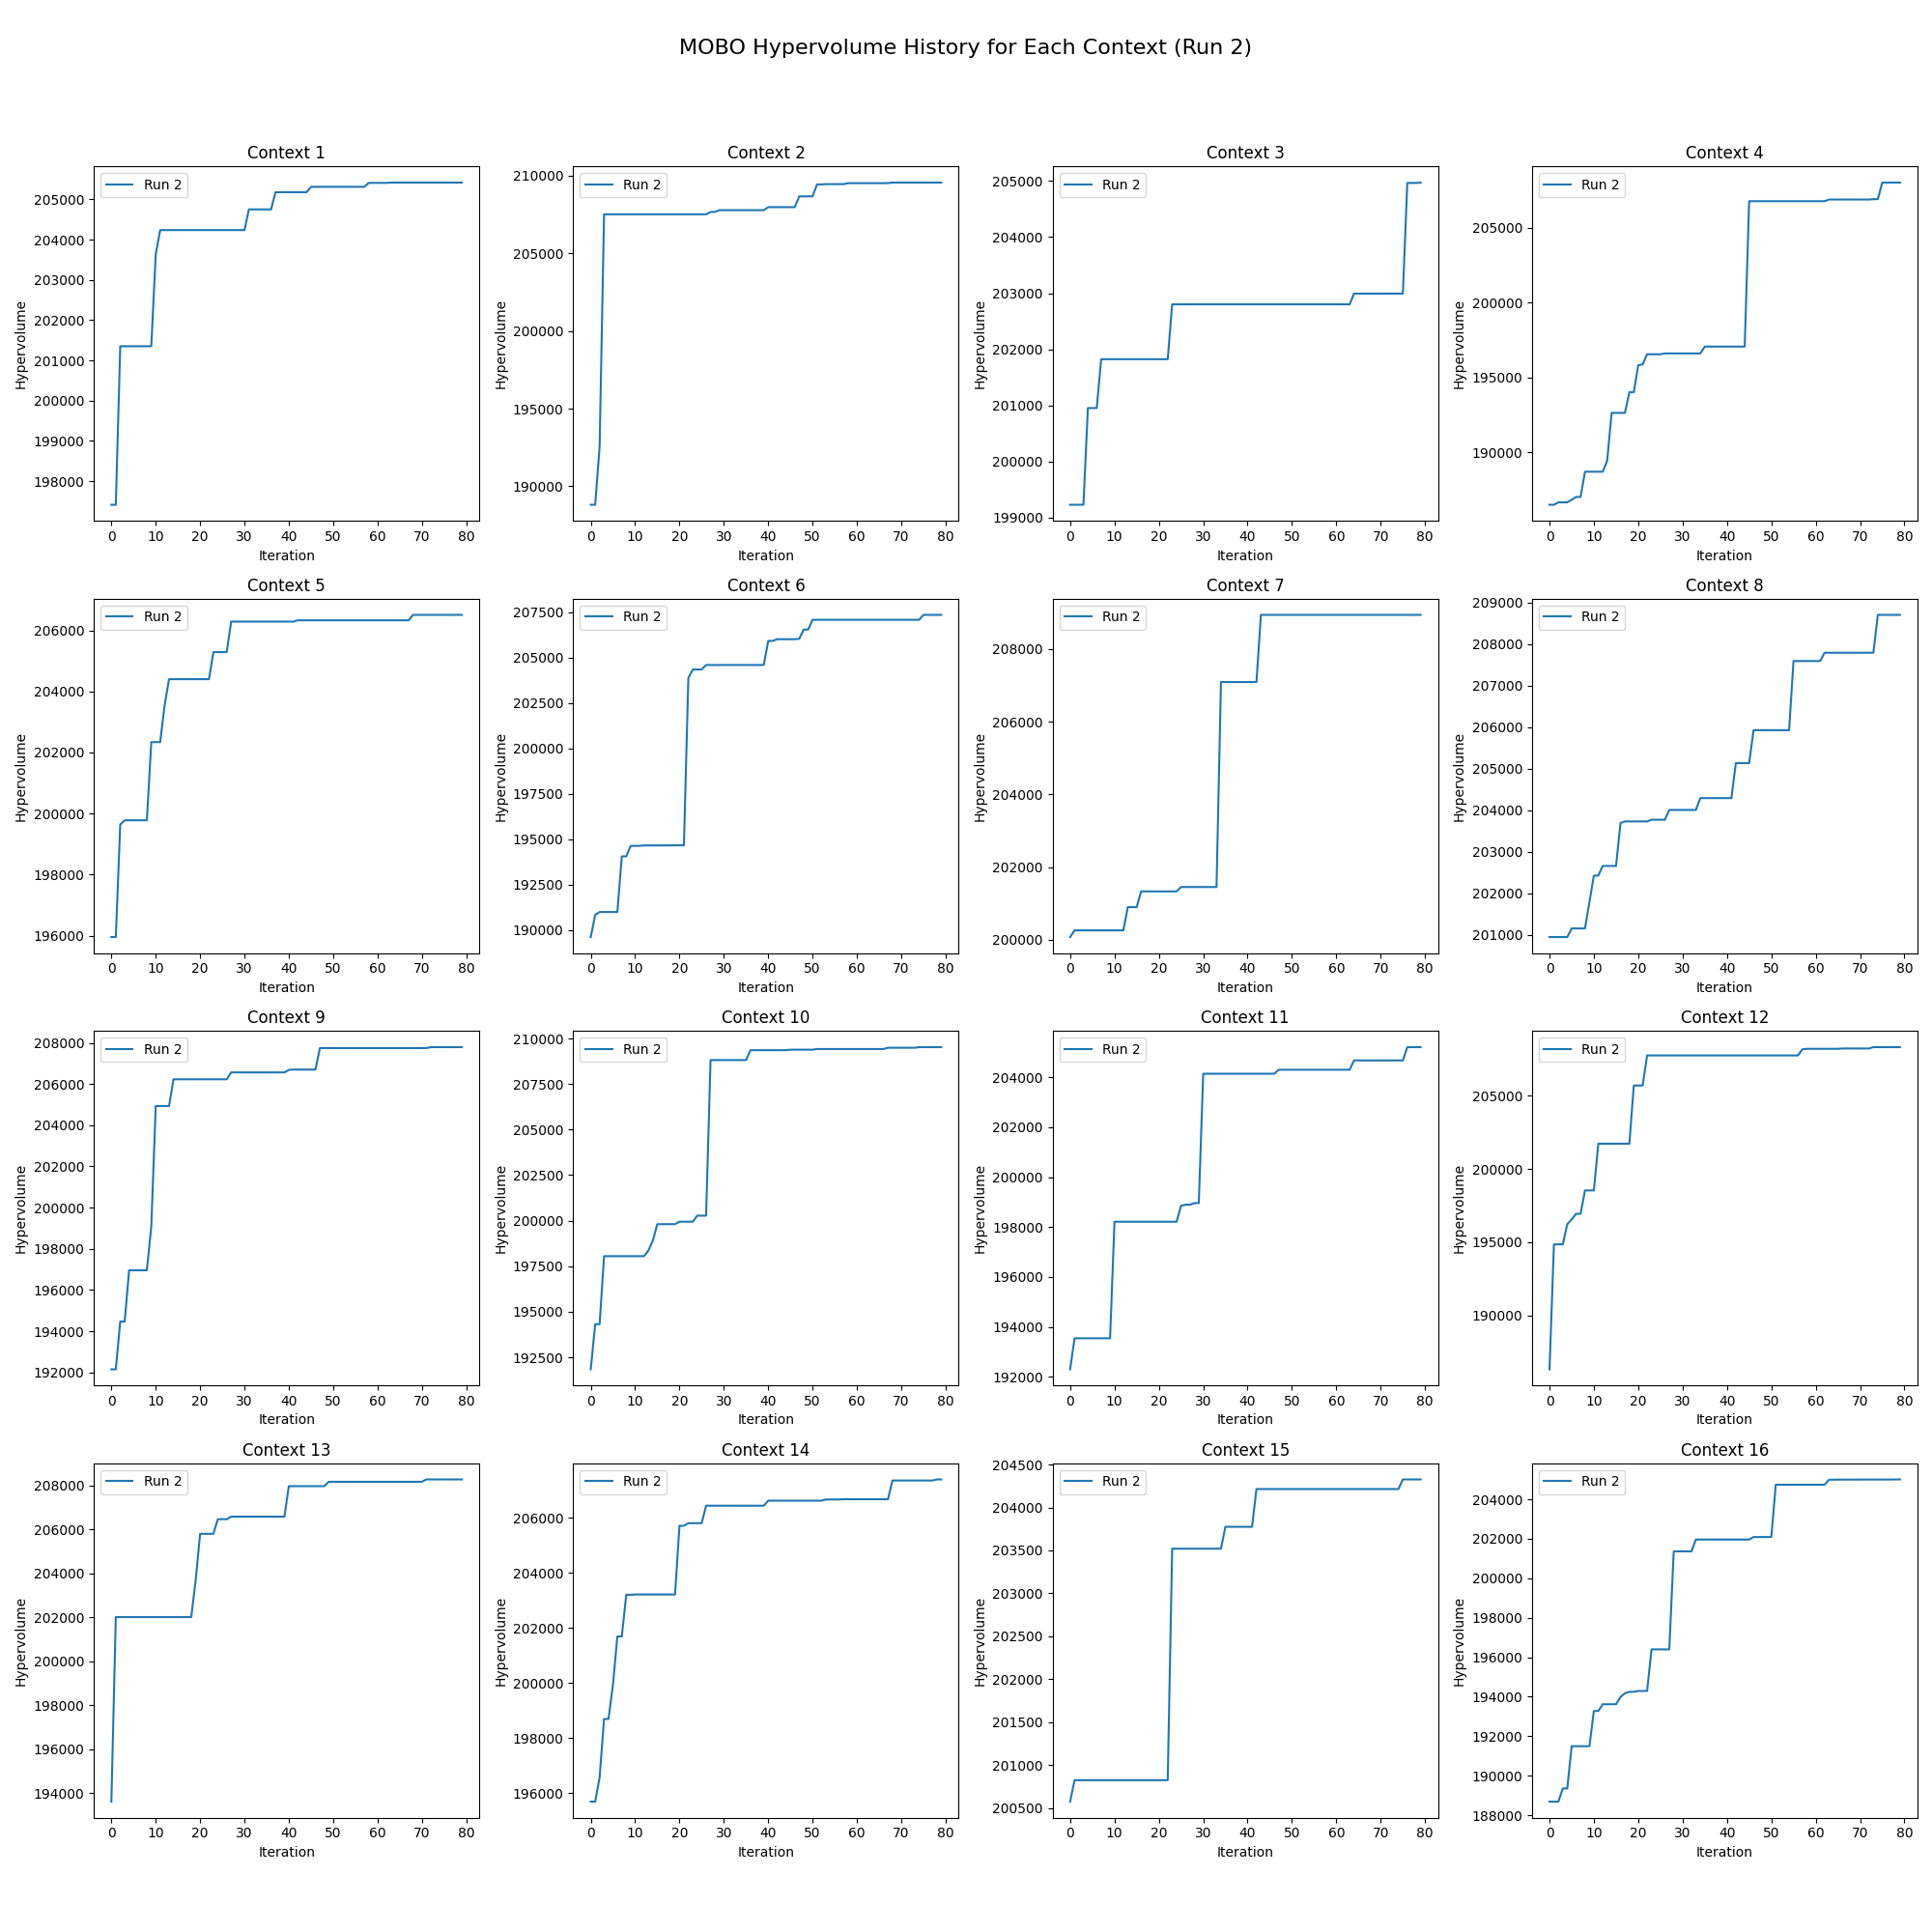 MOBO Hypervolume History for Each Context (Run 2)
Context 1
Run 2
205000
204000
203000
202000
201000
200000
199000
198000
Hypervolume
0 10 20 30 40 50 60 70 80
Iteration
Context 2
Run 2
210000
205000
200000
195000
190000
Hypervolume
0 10 20 30 40 50 60 70 80
Iteration
Context 3
Run 2
205000
204000
203000
202000
201000
200000
199000
Hypervolume
0 10 20 30 40 50 60 70 80
Iteration
Context 4
Run 2
205000
200000
195000
190000
Hypervolume
0 10 20 30 40 50 60 70 80
Iteration
Context 5
Run 2
206000
204000
202000
200000
198000
196000
Hypervolume
0 10 20 30 40 50 60 70 80
Iteration
Context 6
Run 2
207500
205000
202500
200000
197500
195000
192500
190000
Hypervolume
0 10 20 30 40 50 60 70 80
Iteration
Context 7
Run 2
208000
206000
204000
202000
200000
Hypervolume
0 10 20 30 40 50 60 70 80
Iteration
Context 8
Run 2
209000
208000
207000
206000
205000
204000
203000
202000
201000
Hypervolume
0 10 20 30 40 50 60 70 80
Iteration
Context 9
Run 2
208000
206000
204000
202000
200000
198000
196000
194000
192000
Hypervolume
0 10 20 30 40 50 60 70 80
Iteration
Context 10
Run 2
210000
207500
205000
202500
200000
197500
195000
192500
Hypervolume
0 10 20 30 40 50 60 70 80
Iteration
Context 11
Run 2
204000
202000
200000
198000
196000
194000
192000
Hypervolume
0 10 20 30 40 50 60 70 80
Iteration
Context 12
Run 2
205000
200000
195000
190000
Hypervolume
0 10 20 30 40 50 60 70 80
Iteration
Context 13
Run 2
208000
206000
204000
202000
200000
198000
196000
194000
Hypervolume
0 10 20 30 40 50 60 70 80
Iteration
Context 14
Run 2
206000
204000
202000
200000
198000
196000
Hypervolume
0 10 20 30 40 50 60 70 80
Iteration
Context 15
Run 2
204500
204000
203500
203000
202500
202000
201500
201000
200500
Hypervolume
0 10 20 30 40 50 60 70 80
Iteration
Context 16
Run 2
204000
202000
200000
198000
196000
194000
192000
190000
188000
Hypervolume
0 10 20 30 40 50 60 70 80
Iteration